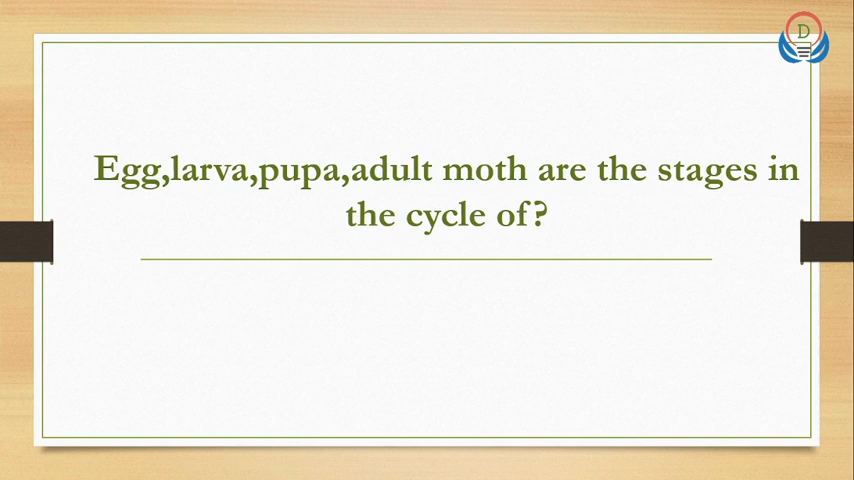 D
Egg,larva,pupa,adult moth are the stages in
the cycle of?